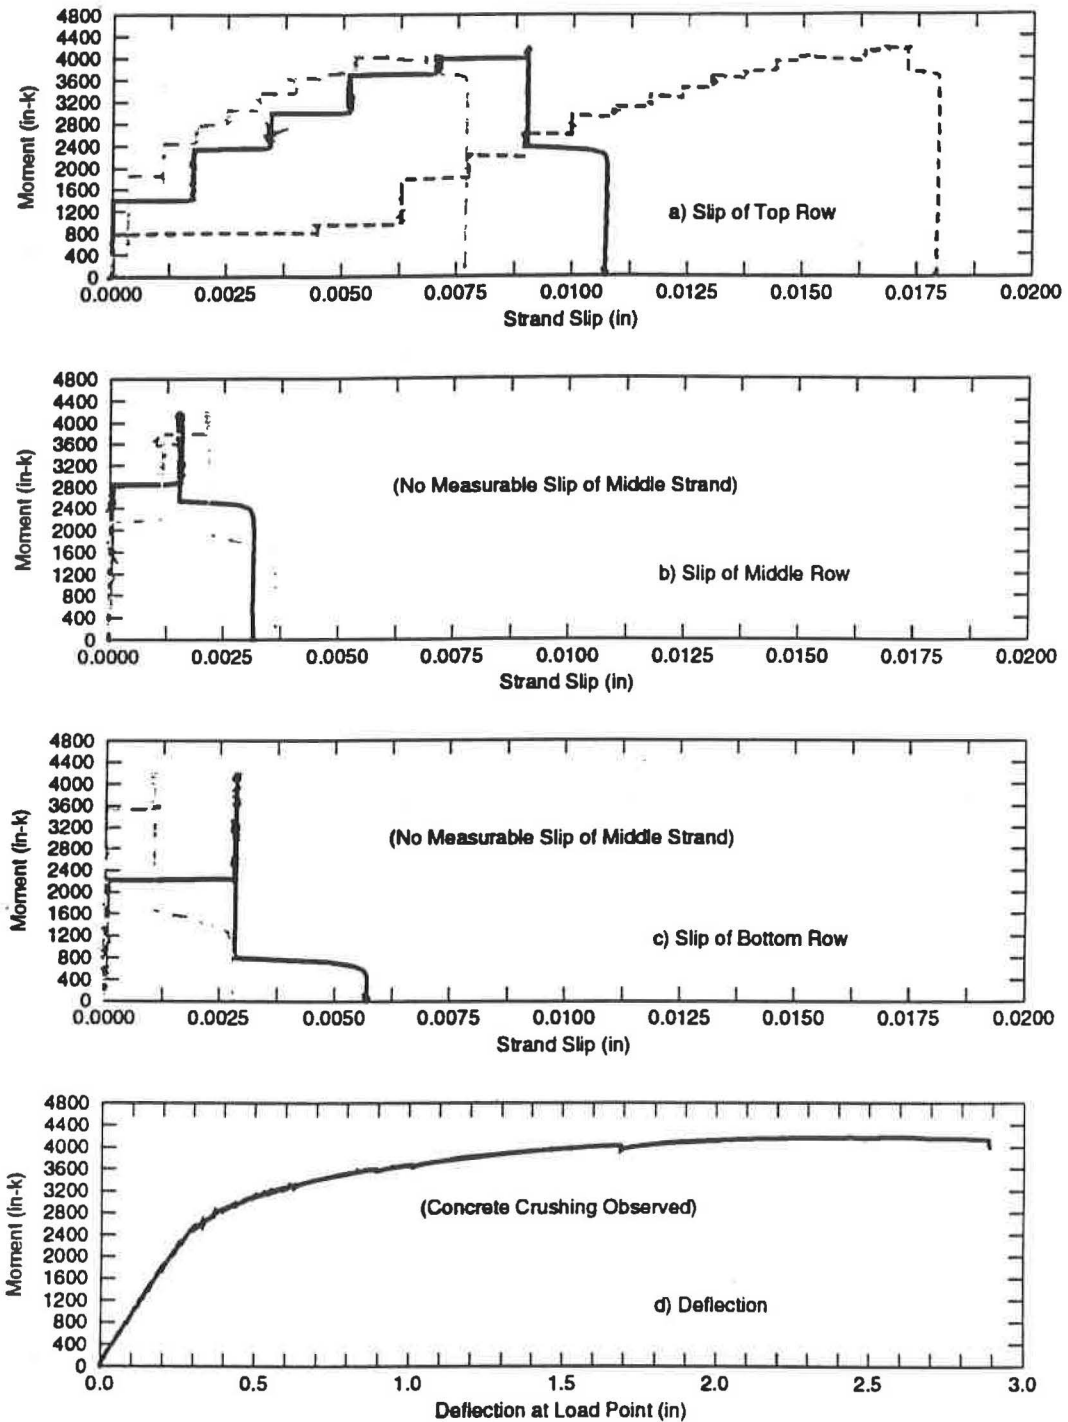 4800
4400
4000
3600
3200
2800
2400
2000
1600
1200
800
400
0
Moment (in-k)
a) Slip of Top Row
0.0000 0.0025 0.0050 0.0075 0.0100 0.0125 0.0150 0.0175 0.0200
Strand Slip (in)
4800
4400
4000
3600
3200
2800
2400
2000
1600
1200
800
400
0
Moment (in-k)
(No Measurable Slip of Middle Strand)
b) Slip of Middle Row
0.0000 0.0025 0.0050 0.0075 0.0100 0.0125 0.0150 0.0175 0.0200
Strand Slip (in)
4800
4400
4000
3600
3200
2800
2400
2000
1600
1200
800
400
0
Moment (in-k)
(No Measurable Slip of Middle Strand)
c) Slip of Bottom Row
0.0000 0.0025 0.0050 0.0075 0.0100 0.0125 0.0150 0.0175 0.0200
Strand Slip (in)
4800
4400
4000
3600
3200
2800
2400
2000
1600
1200
800
400
0
Moment (in-k)
(Concrete Crushing Observed)
d) Deflection
0.0 0.5 1.0 1.5 2.0 2.5 3.0
Deflection at Load Point (in)